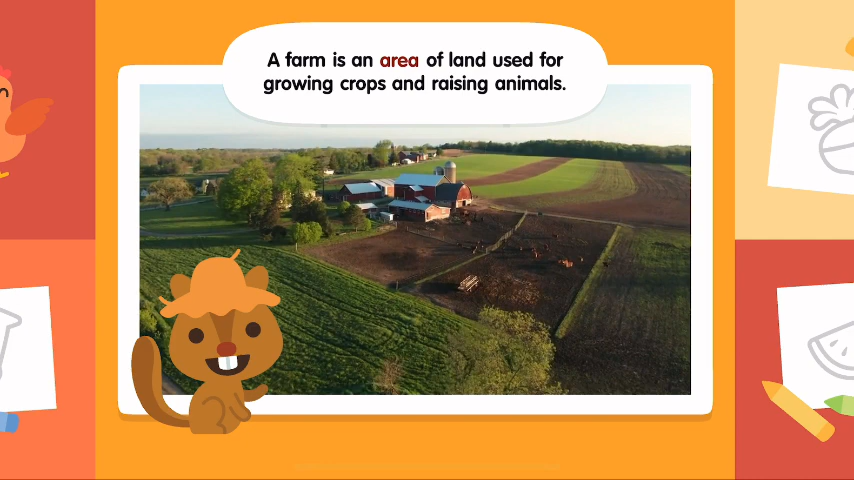 A farm is an area of land used for
growing crops and raising animals.